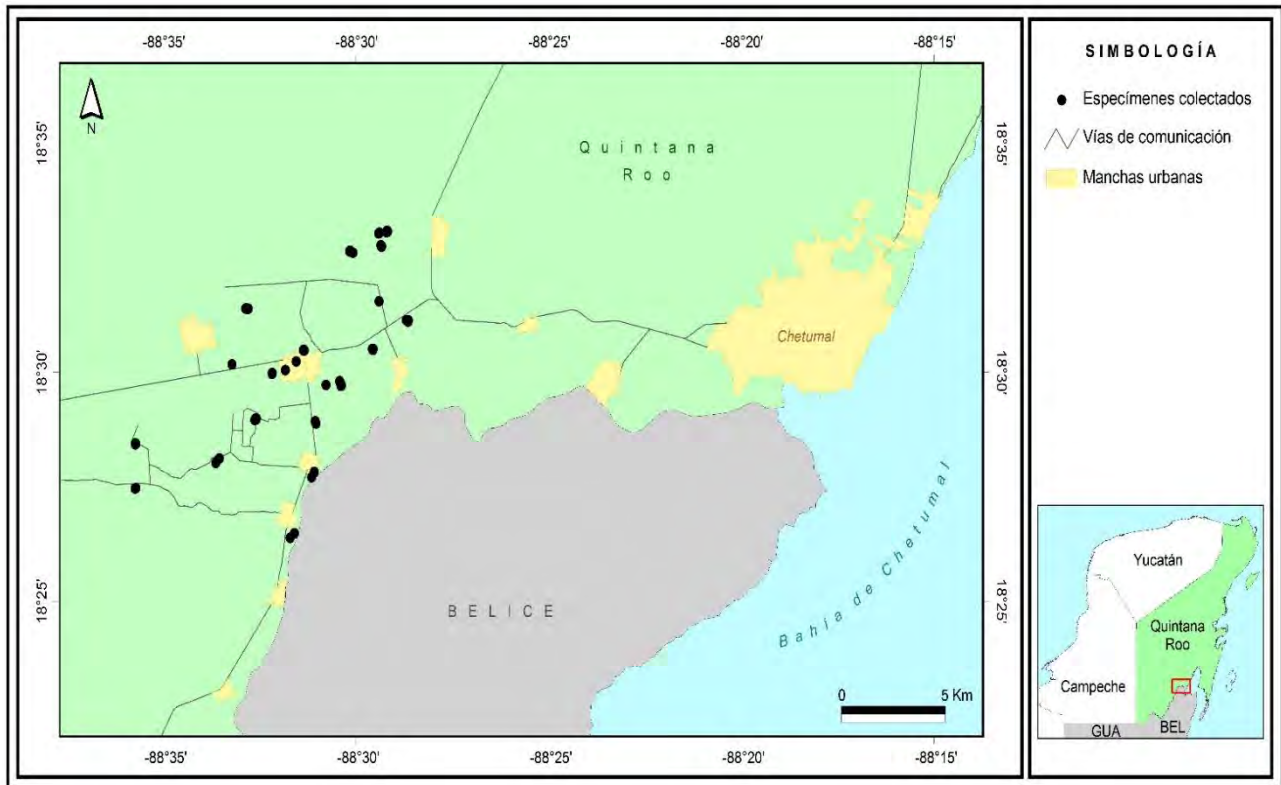 -88°35' -88°30' -88°25' -88°20' -88°15'
N
18°35'
18°35'
Quintana
Roo
Chetumal
18°30'
18°30'
18°25'
18°25'
BELICE
Bahía de Chetumal
0 5 Km
-88°35' -88°30' -88°25' -88°20' -88°15'
SIMBOLOGÍA
Especímenes colectados
Vías de comunicación
Manchas urbanas
Yucatán
Quintana
Roo
Campeche
GUA BEL